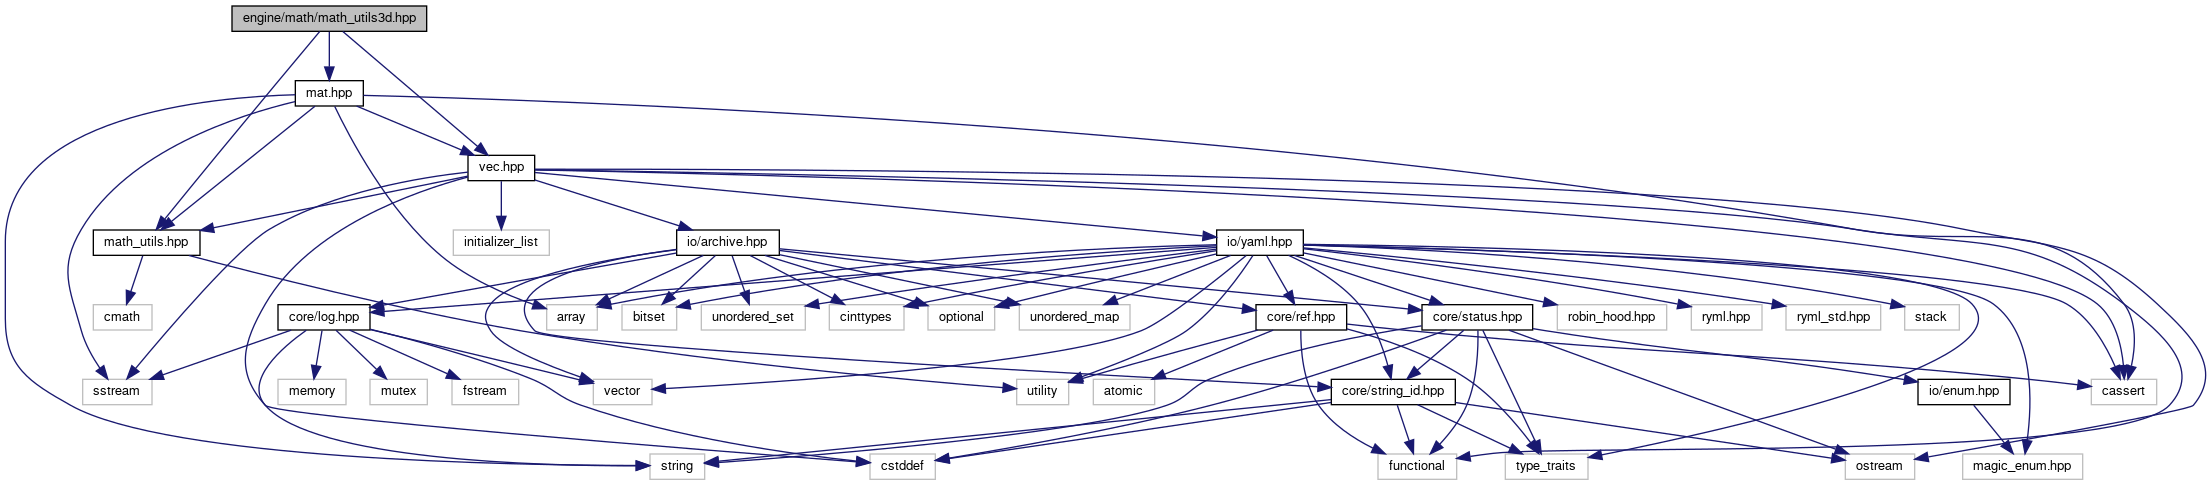 engine/math/math_utils3d.hpp
mat.hpp
vec.hpp
math_utils.hpp
initializer_list
io/archive.hpp
io/yaml.hpp
cmath
core/log.hpp
array
bitset
unordered_set
cinttypes
optional
unordered_map
core/ref.hpp
core/status.hpp
robin_hood.hpp
ryml.hpp
ryml_std.hpp
stack
sstream
memory
mutex
fstream
vector
utility
atomic
core/string_id.hpp
io/enum.hpp
cassert
string
cstddef
functional
type_traits
ostream
magic_enum.hpp